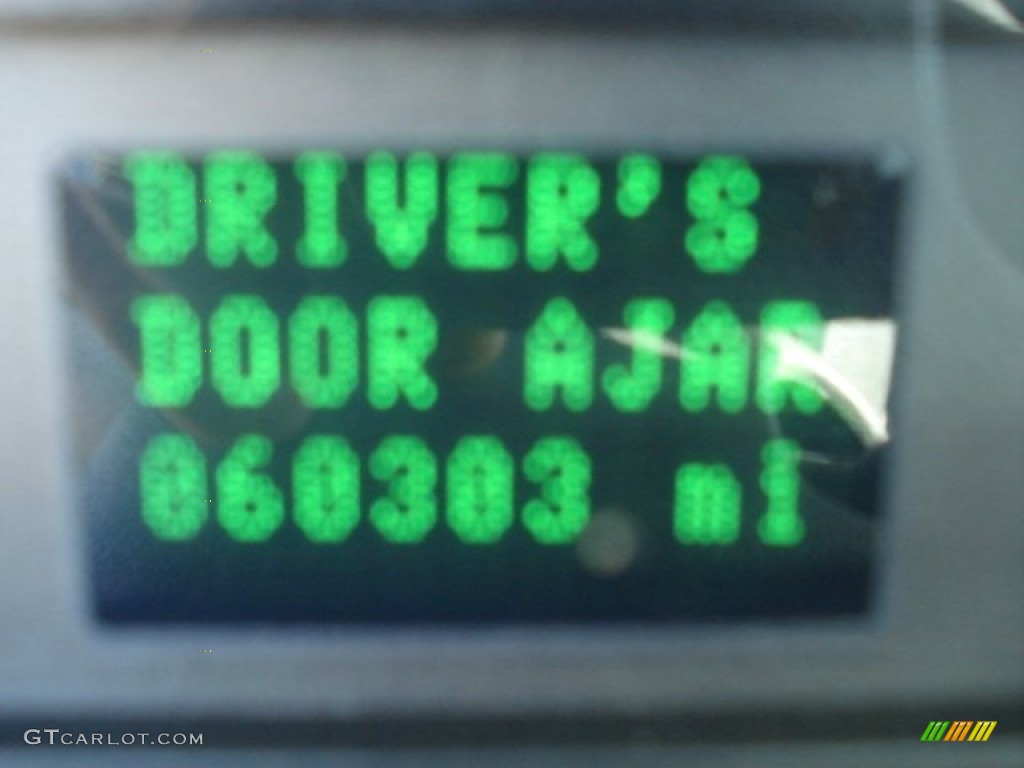 DRIVER'S
DOOR AJAR
060303 mi
GTCARLOT.COM